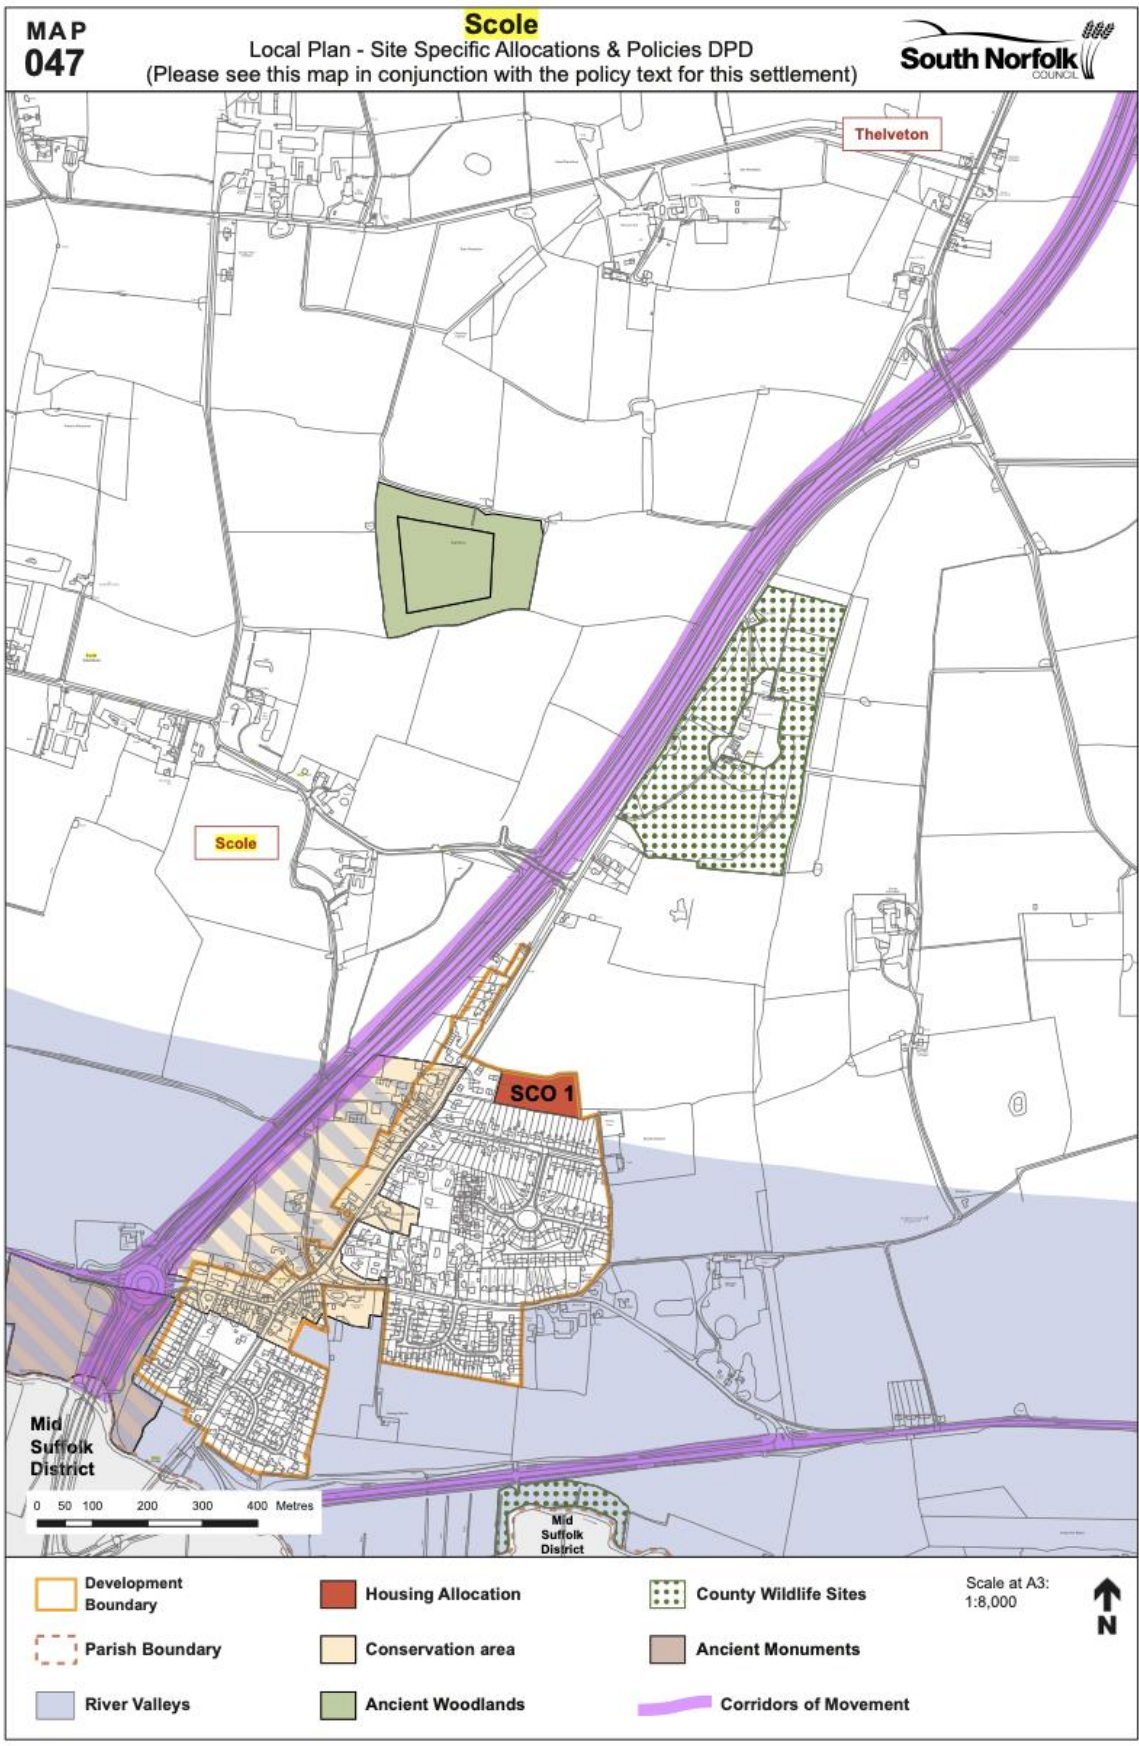 MAP
047
Scole
Local Plan - Site Specific Allocations & Policies DPD
(Please see this map in conjunction with the policy text for this settlement)
South Norfolk
COUNCIL
Thelveton
Scole
SCO 1
Mid
Suffolk
District
0 50 100 200 300 400 Metres
Mid
Suffolk
District
Development
Boundary
Housing Allocation
County Wildlife Sites
Scale at A3:
1:8,000
Parish Boundary
Conservation area
Ancient Monuments
N
River Valleys
Ancient Woodlands
Corridors of Movement